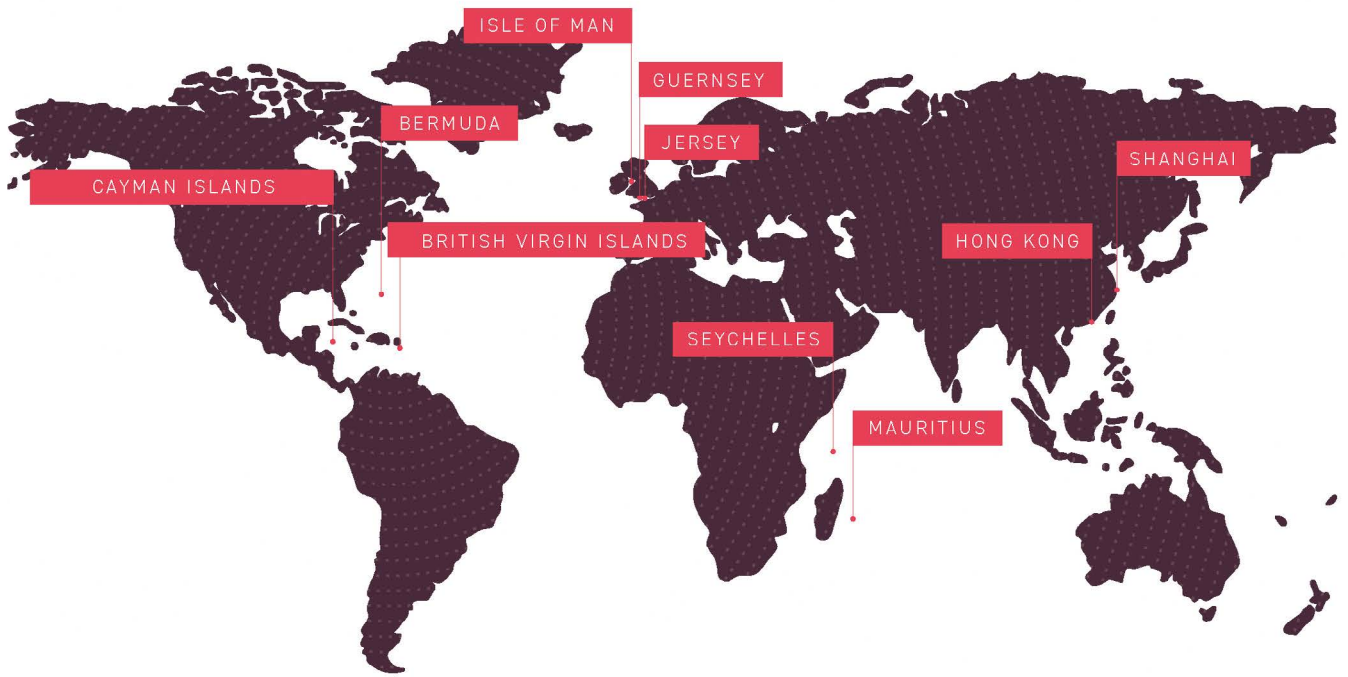 ISLE OF MAN
GUERNSEY
BERMUDA
JERSEY
SHANGHAI
CAYMAN ISLANDS
BRITISH VIRGIN ISLANDS
HONG KONG
SEYCHELLES
MAURITIUS